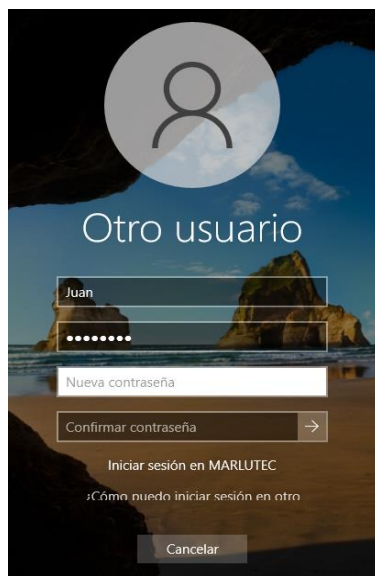 Otro usuario
Juan
Nueva contraseña
Confirmar contraseña
Iniciar sesión en MARLUTEC
¿Cómo puedo iniciar sesión en otro
Cancelar